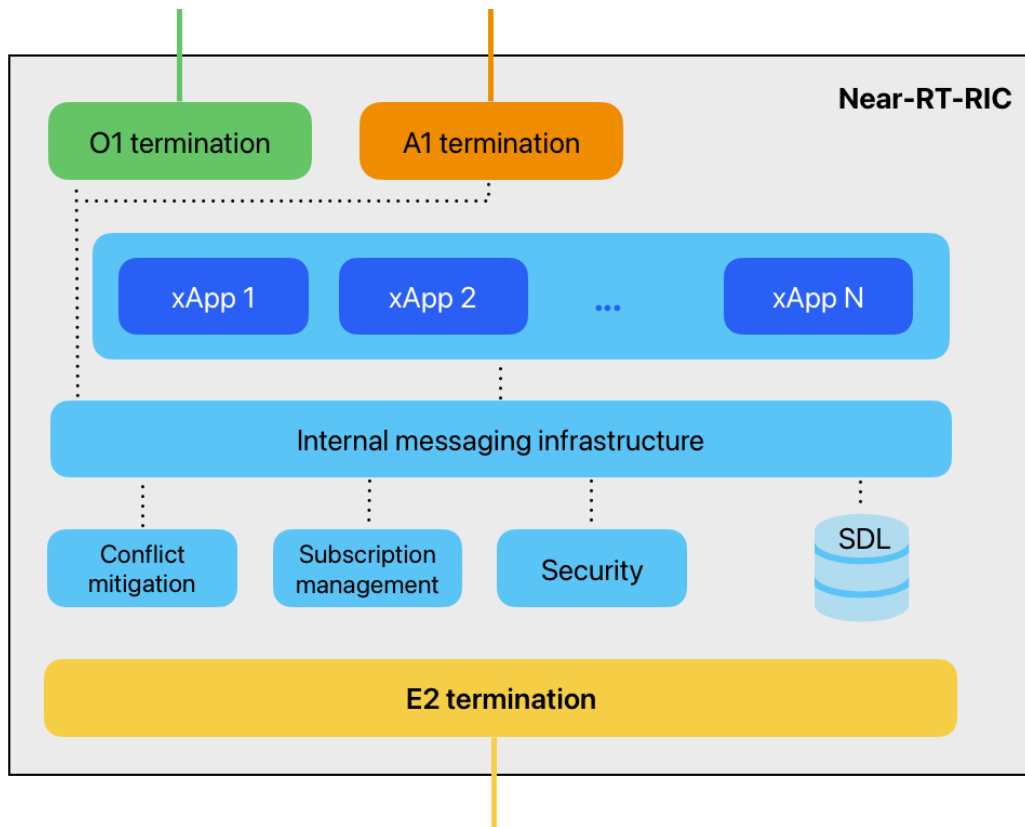 Near-RT-RIC
O1 termination
A1 termination
xApp 1
xApp 2
...
xApp N
Internal messaging infrastructure
Conflict
mitigation
Subscription
management
Security
SDL
E2 termination